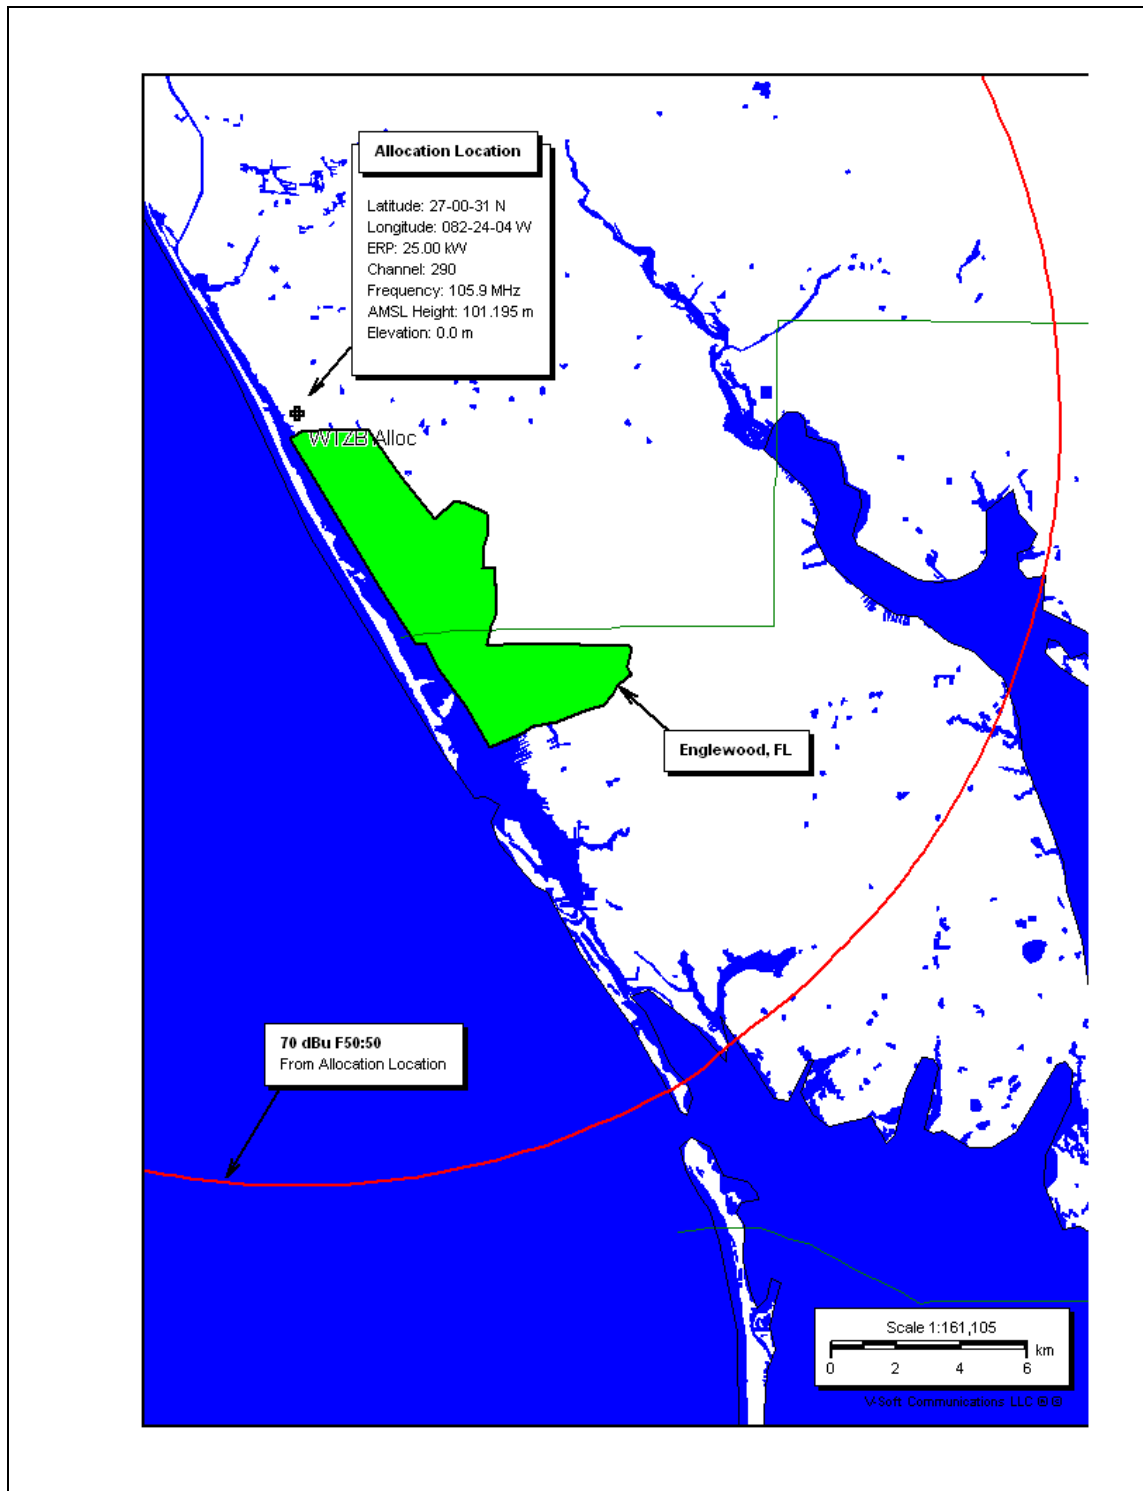 Allocation Location
Latitude: 27-00-31 N
Longitude: 082-24-04 W
ERP: 25.00 kW
Channel: 290
Frequency: 105.9 MHz
AMSL Height: 101.195 m
Elevation: 0.0 m
WTZB Alloc
Englewood, FL
70 dBu F50:50
From Allocation Location
Scale 1:161,105
km
0 2 4 6
V-Soft Communications LLC ® ©